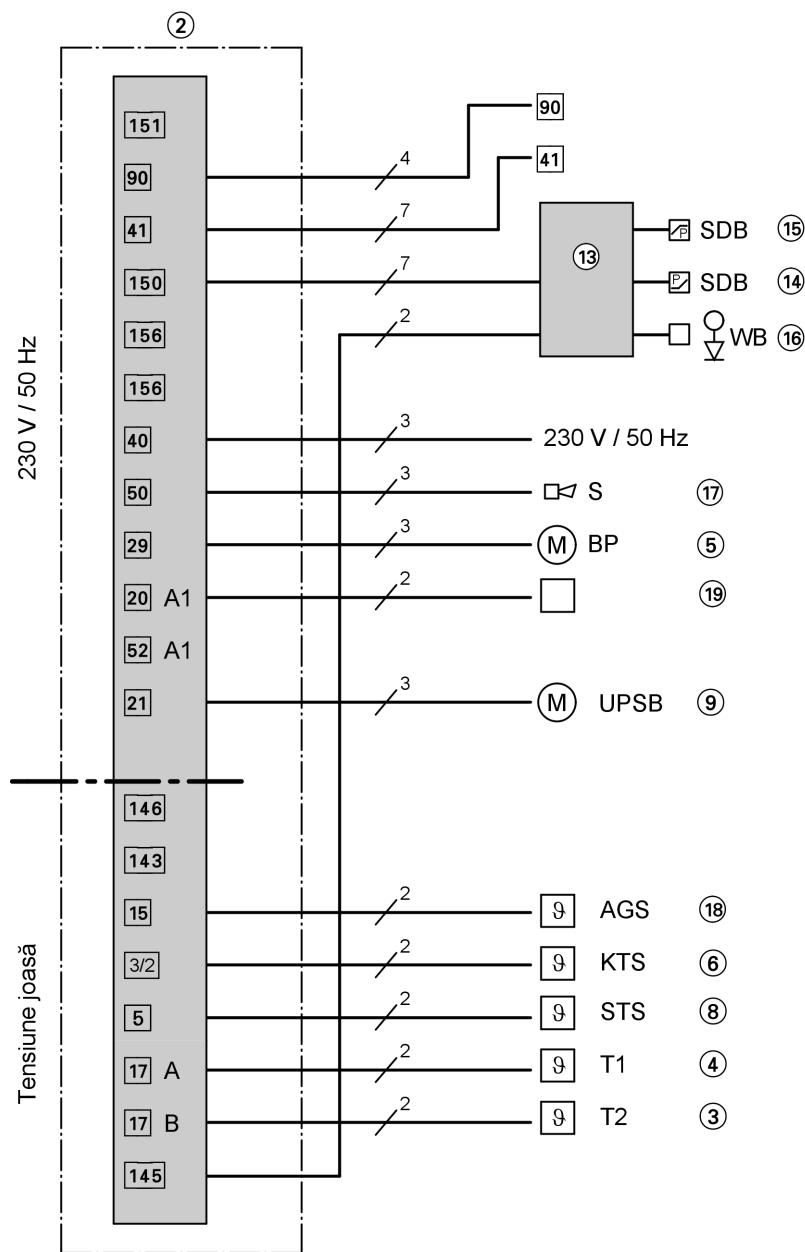 2
151
90
90
4
41
41
7
13
SDB 15
150
7
P SDB 14
156
2
WB 16
156
230 V / 50 Hz
40
3
230 V / 50 Hz
50
3
S 17
29
3
M BP 5
20 A1
2
19
52 A1
21
3
M UPSB 9
146
143
Tensiune joasă
15
2
ϑ AGS 18
3/2
2
ϑ KTS 6
5
2
ϑ STS 8
17 A
2
ϑ T1 4
17 B
2
ϑ T2 3
145